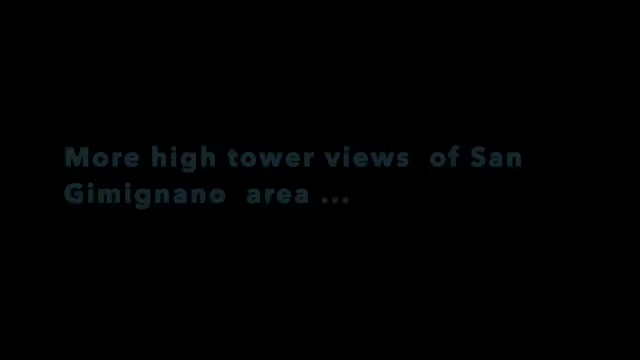 More high tower views  of San
Gimignano  area ...